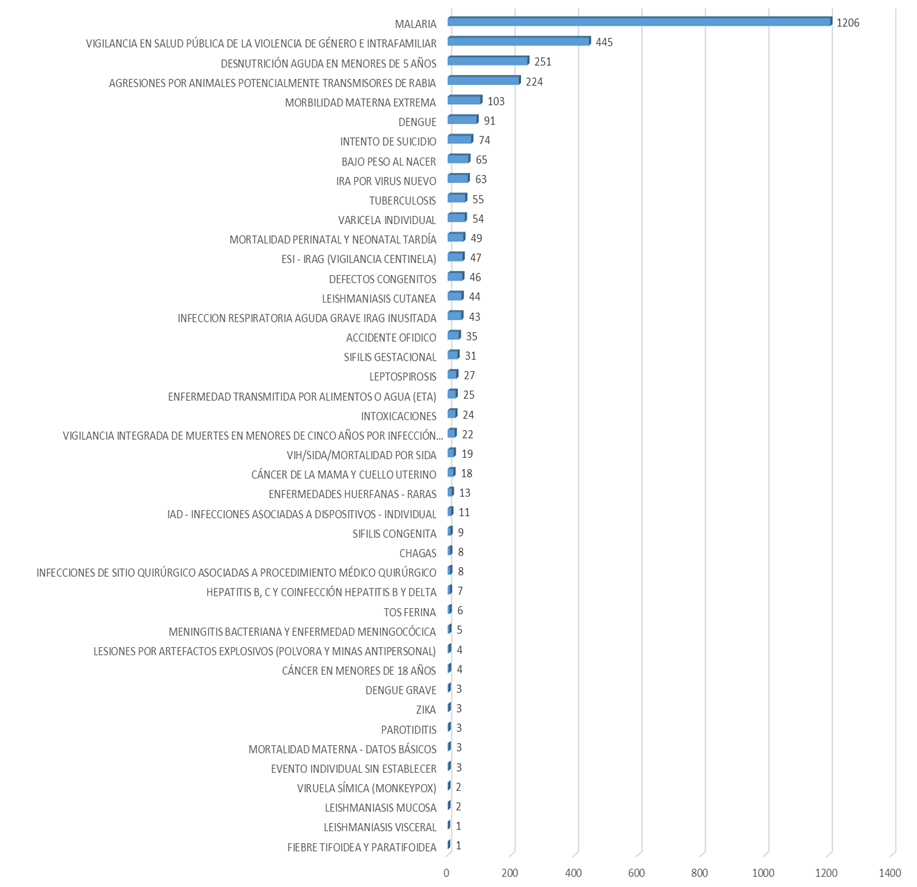 MALARIA 1206
VIGILANCIA EN SALUD PÚBLICA DE LA VIOLENCIA DE GÉNERO E INTRAFAMILIAR 445
DESNUTRICIÓN AGUDA EN MENORES DE 5 AÑOS 251
AGRESIONES POR ANIMALES POTENCIALMENTE TRANSMISORES DE RABIA 224
MORBILIDAD MATERNA EXTREMA 103
DENGUE 91
INTENTO DE SUICIDIO 74
BAJO PESO AL NACER 65
IRA POR VIRUS NUEVO 63
TUBERCULOSIS 55
VARICELA INDIVIDUAL 54
MORTALIDAD PERINATAL Y NEONATAL TARDÍA 49
ESI - IRAG (VIGILANCIA CENTINELA) 47
DEFECTOS CONGENITOS 46
LEISHMANIASIS CUTANEA 44
INFECCION RESPIRATORIA AGUDA GRAVE IRAG INUSITADA 43
ACCIDENTE OFIDICO 35
SIFILIS GESTACIONAL 31
LEPTOSPIROSIS 27
ENFERMEDAD TRANSMITIDA POR ALIMENTOS O AGUA (ETA) 25
INTOXICACIONES 24
VIGILANCIA INTEGRADA DE MUERTES EN MENORES DE CINCO AÑOS POR INFECCIÓN... 22
VIH/SIDA/MORTALIDAD POR SIDA 19
CÁNCER DE LA MAMA Y CUELLO UTERINO 18
ENFERMEDADES HUERFANAS - RARAS 13
IAD - INFECCIONES ASOCIADAS A DISPOSITIVOS - INDIVIDUAL 11
SIFILIS CONGENITA 9
CHAGAS 8
INFECCIONES DE SITIO QUIRÚRGICO ASOCIADAS A PROCEDIMIENTO MÉDICO QUIRÚRGICO 8
HEPATITIS B, C Y COINFECCIÓN HEPATITIS B Y DELTA 7
TOS FERINA 6
MENINGITIS BACTERIANA Y ENFERMEDAD MENINGOCÓCICA 5
LESIONES POR ARTEFACTOS EXPLOSIVOS (POLVORA Y MINAS ANTIPERSONAL) 4
CÁNCER EN MENORES DE 18 AÑOS 4
DENGUE GRAVE 3
ZIKA 3
PAROTIDITIS 3
MORTALIDAD MATERNA - DATOS BÁSICOS 3
EVENTO INDIVIDUAL SIN ESTABLECER 3
VIRUELA SÍMICA (MONKEYPOX) 2
LEISHMANIASIS MUCOSA 2
LEISHMANIASIS VISCERAL 1
FIEBRE TIFOIDEA Y PARATIFOIDEA 1
0 200 400 600 800 1000 1200 1400